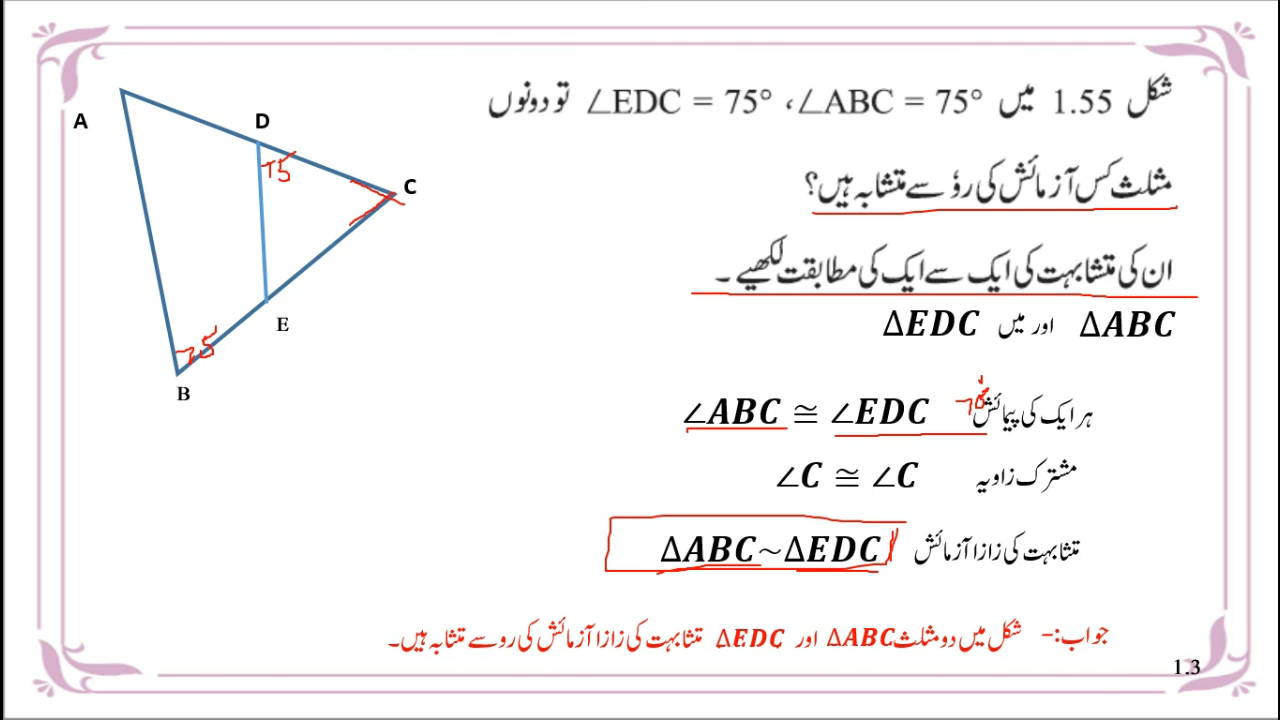 شکل 1.55 میں ∠ABC = 75° ، ∠EDC = 75° تو دونوں
مثلث کس آزمائش کی رؤ سے متشابہ ہیں؟
ان کی متشابہت کی ایک سے ایک کی مطابقت لکھیے ۔
ΔABC اور میں ΔEDC
ہر ایک کی پیمائش ∠ABC ≅ ∠EDC
مشترک زاویہ ∠C ≅ ∠C
متشابہت کی زازا آزمائش ΔABC~ΔEDC
جواب:- شکل میں دو مثلث ΔABC اور ΔEDC متشابہت کی زازا آزمائش کی رو سے متشابہ ہیں۔
1.3
A
D
75
C
E
75
B